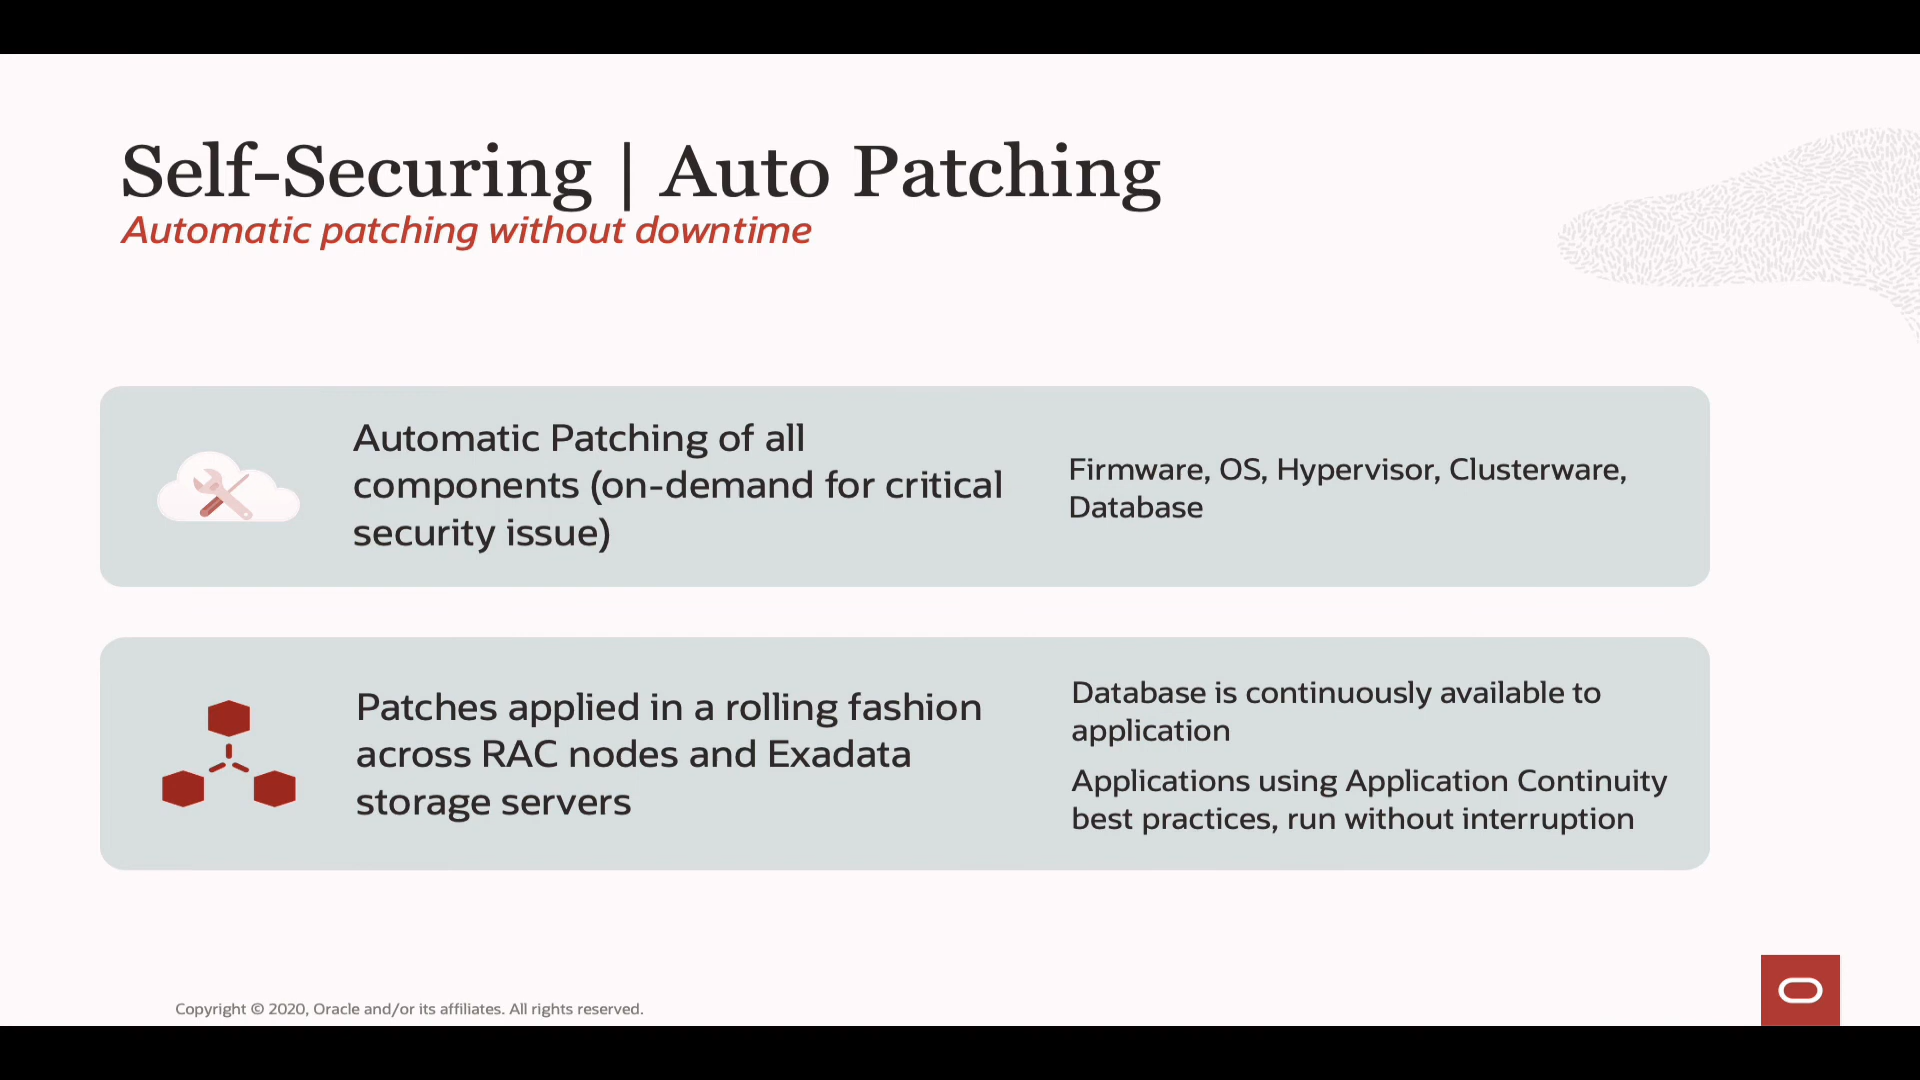 Self-Securing | Auto Patching
Automatic patching without downtime
Automatic Patching of all
components (on-demand for critical
security issue)
Firmware, OS, Hypervisor, Clusterware,
Database
Patches applied in a rolling fashion
across RAC nodes and Exadata
storage servers
Database is continuously available to
application
Applications using Application Continuity
best practices, run without interruption
Copyright © 2020, Oracle and/or its affiliates. All rights reserved.